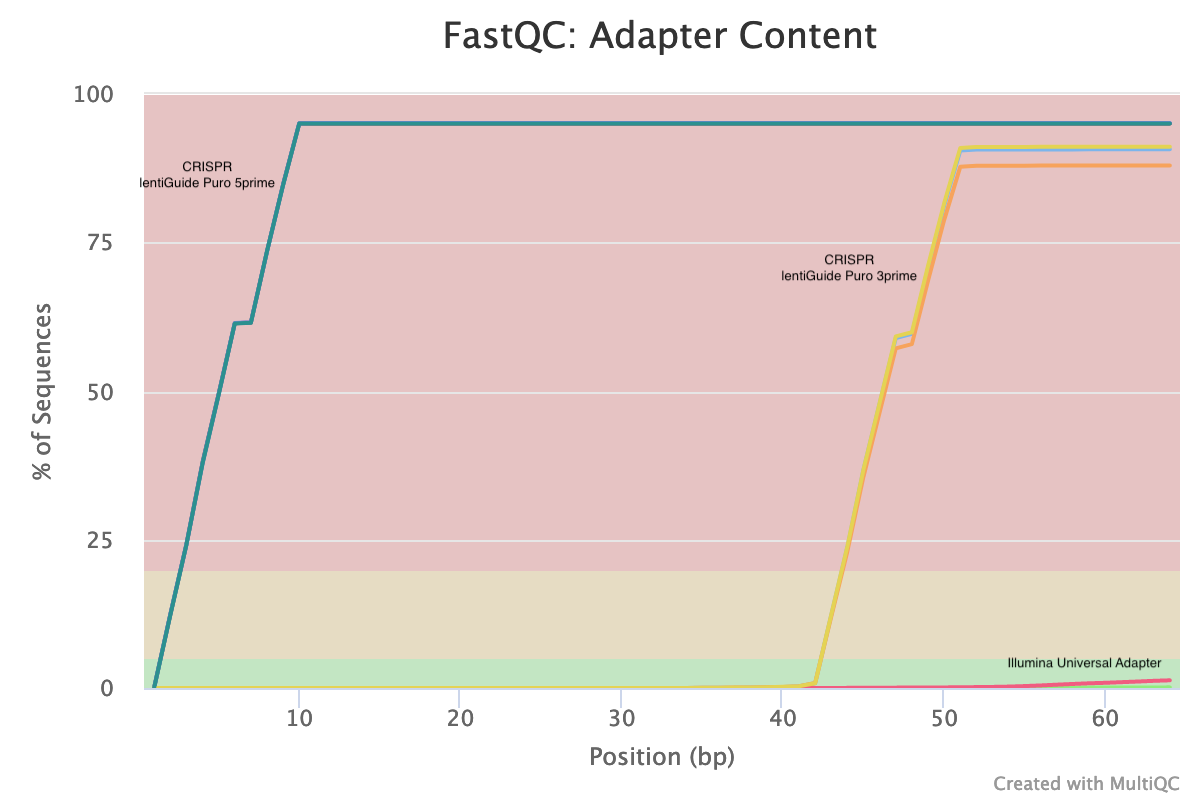 FastQC: Adapter Content
100
CRISPR
lentiGuide Puro 5prime
75
CRISPR
lentiGuide Puro 3prime
50
25
Illumina Universal Adapter
0
10
20
30
40
50
60
% of Sequences
Position (bp)
Created with MultiQC